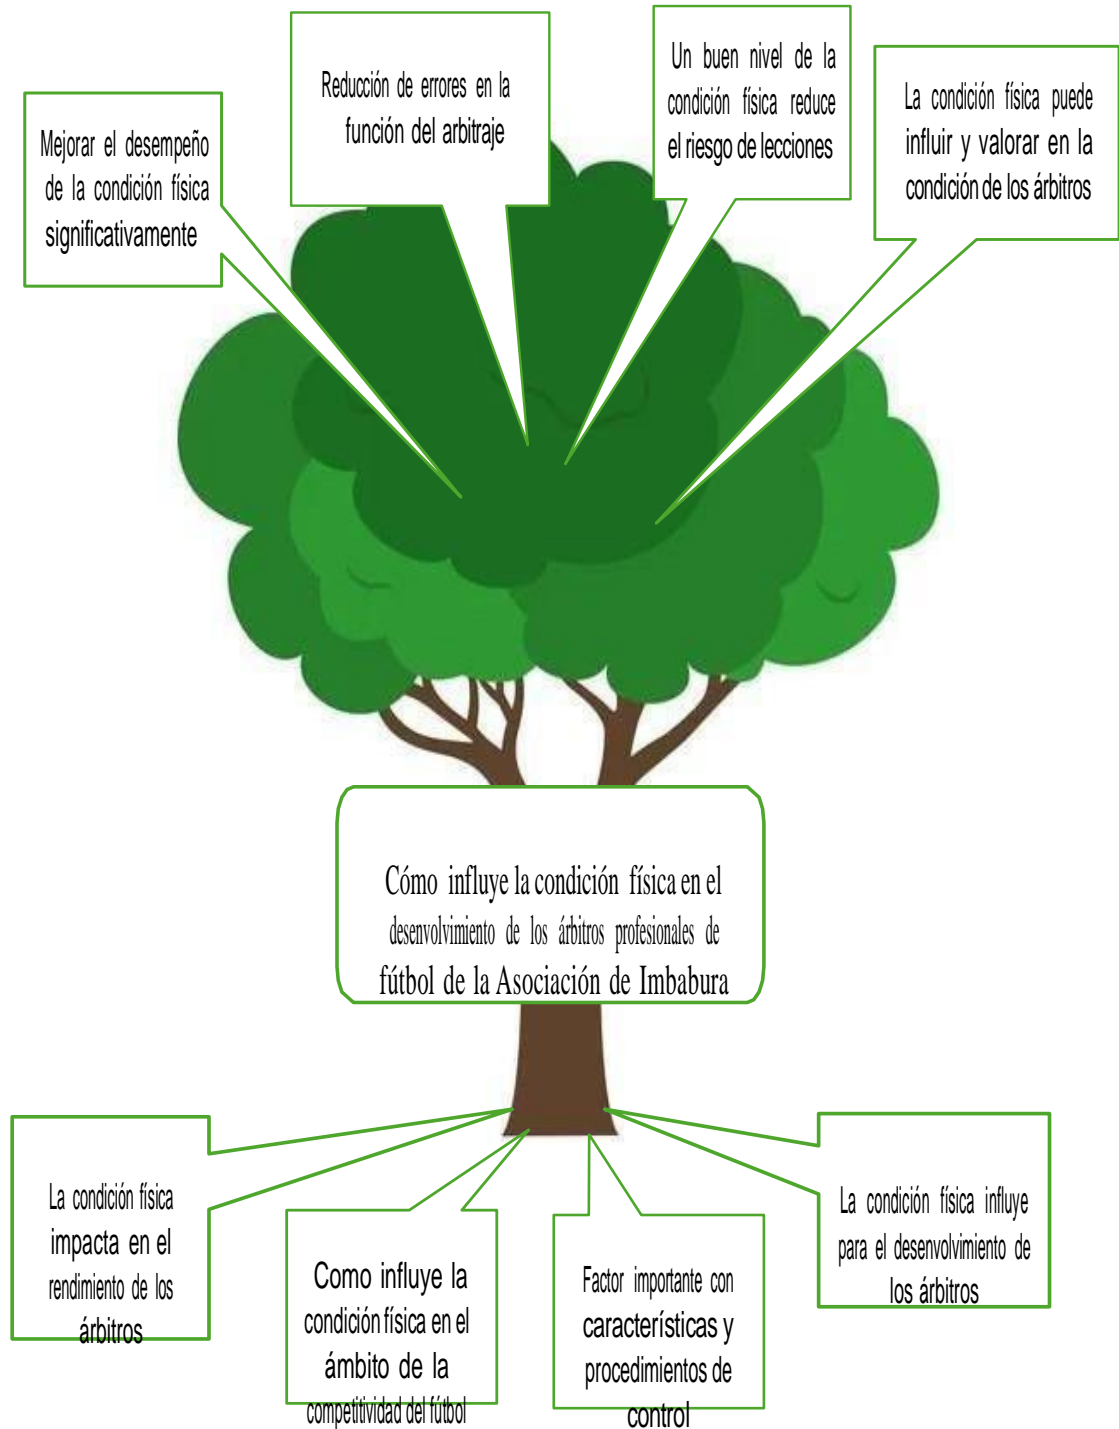 Mejorar el desempeño
de la condición física
significativamente
Reducción de errores en la
función del arbitraje
Un buen nivel de la
condición física reduce
el riesgo de lecciones
La condición física puede
influir y valorar en la
condición de los árbitros
Cómo influye la condición física en el
desenvolvimiento de los árbitros profesionales de
fútbol de la Asociación de Imbabura
La condición física
impacta en el
rendimiento de los
árbitros
Como influye la
condición física en el
ámbito de la
competitividad del fútbol
Factor importante con
características y
procedimientos de
control
La condición física influye
para el desenvolvimiento de
los árbitros